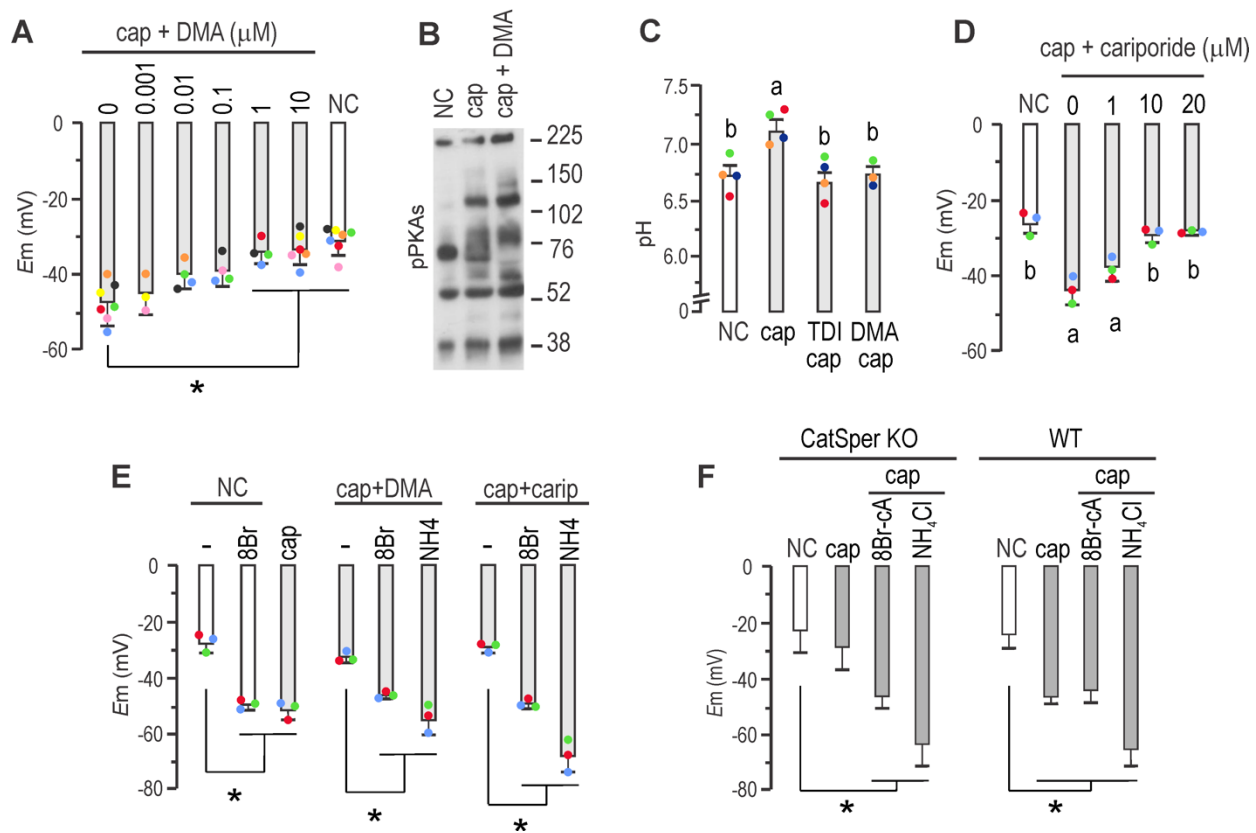 A
cap + DMA (μM)
0 0.001 0.01 0.1 1 10 NC
0
-20
-40
-60
Em (mV)
*
B
NC cap cap + DMA
pPKAs
225
150
102
76
52
38
C
7.5
7.0
6.5
6.0
0
pH
b a b b
NC cap TDI cap DMA cap
D
cap + cariporide (μM)
NC 0 1 10 20
0
-20
-40
-60
Em (mV)
b a a b b
E
NC cap+DMA cap+carip
- 8Br cap - 8Br NH4 - 8Br NH4
0
-20
-40
-60
-80
Em (mV)
* * *
F
CatSper KO WT
cap cap
NC cap 8Br-cA NH₄Cl NC cap 8Br-cA NH₄Cl
0 0
-20 -20
-40 -40
-60 -60
-80 -80
Em (mV)
* *